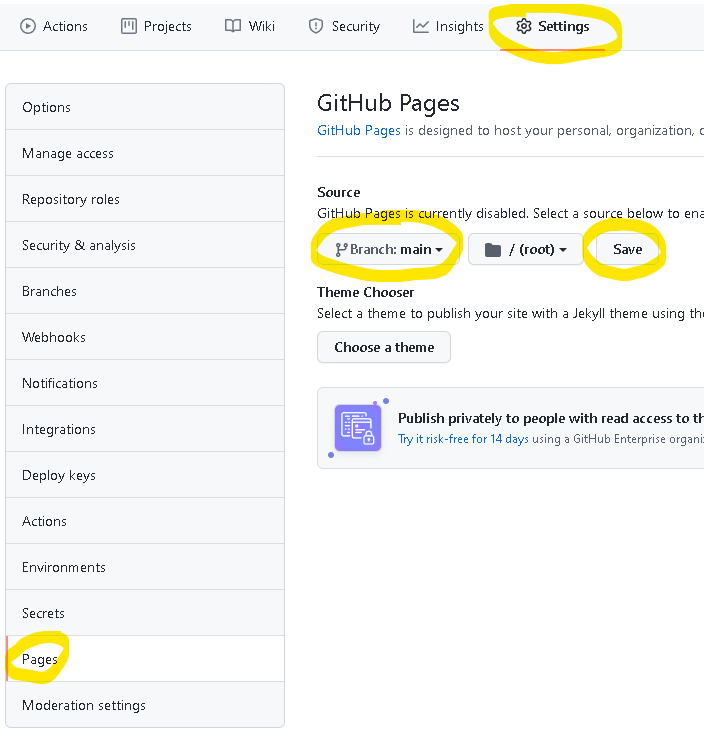 Actions Projects Wiki Security Insights Settings
Options
Manage access
Repository roles
Security & analysis
Branches
Webhooks
Notifications
Integrations
Deploy keys
Actions
Environments
Secrets
Pages
Moderation settings
GitHub Pages
GitHub Pages is designed to host your personal, organization,
Source
GitHub Pages is currently disabled. Select a source below to
Branch: main / (root) Save
Theme Chooser
Select a theme to publish your site with a Jekyll theme using
Choose a theme
Publish privately to people with read access to
Try it risk-free for 14 days using a GitHub Enterprise